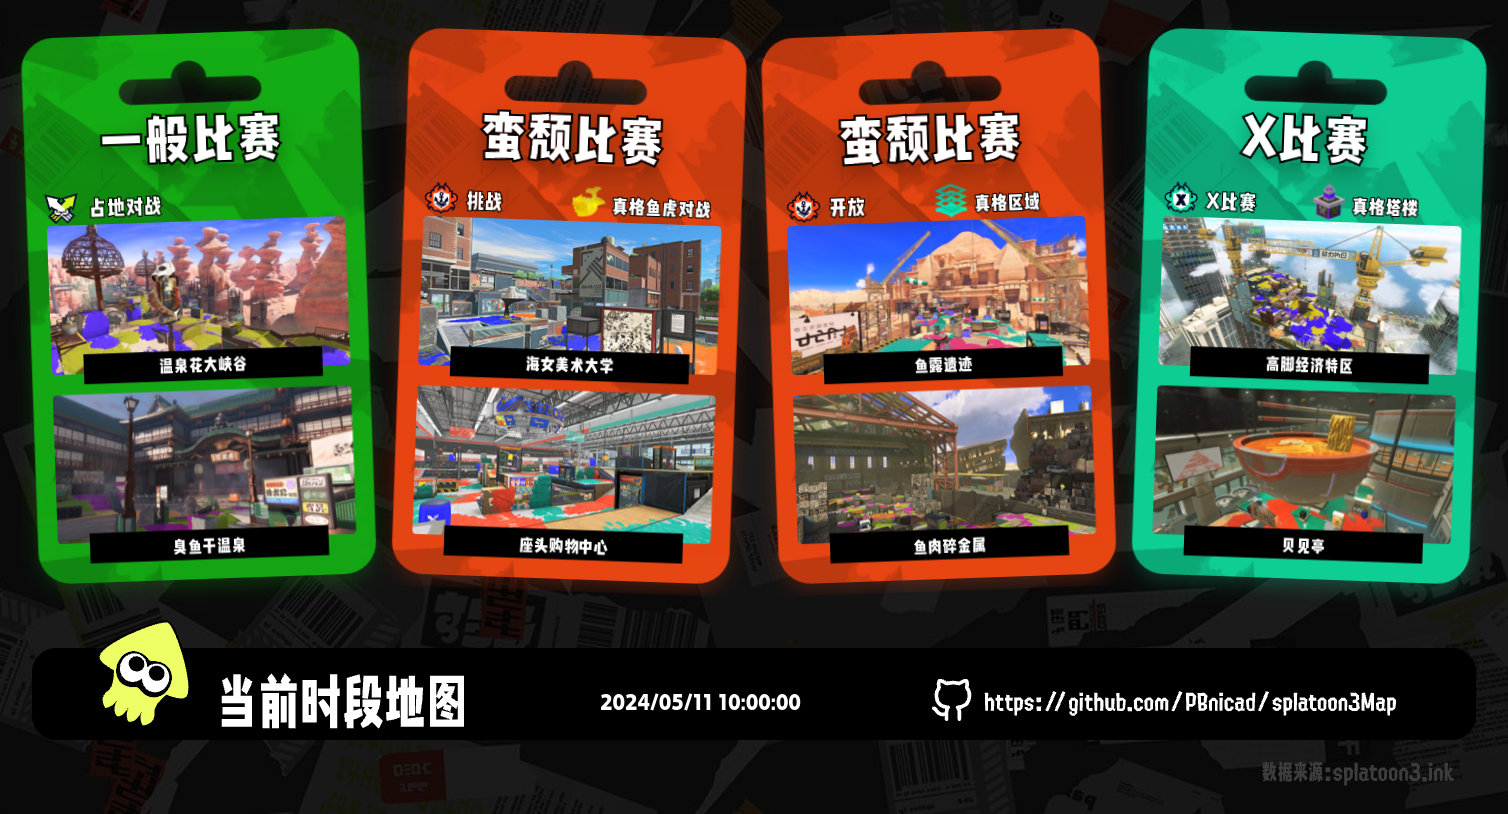 一般比赛
占地对战
温泉花大峡谷
臭鱼干温泉
蛮颓比赛
挑战
真格鱼虎对战
海女美术大学
座头购物中心
蛮颓比赛
开放
真格区域
鱼露遗迹
鱼肉碎金属
X比赛
X比赛
真格塔楼
高脚经济特区
贝见亭
当前时段地图
2024/05/11 10:00:00
https://github.com/PBnicad/splatoon3Map
数据来源:splatoon3.ink